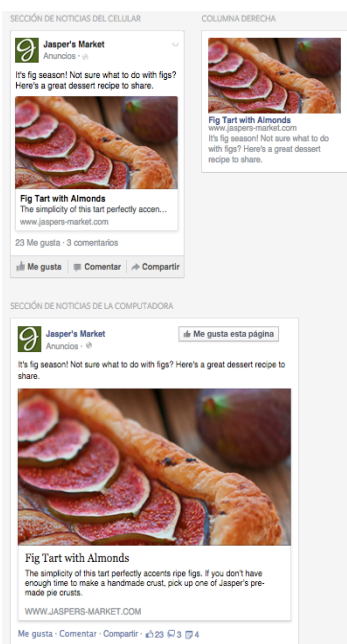 SECCIÓN DE NOTICIAS DEL CELULAR
Jasper's Market
Anuncios ·
It's fig season! Not sure what to do with figs?
Here's a great dessert recipe to share.
Fig Tart with Almonds
The simplicity of this tart perfectly accen...
www.jaspers-market.com
23 Me gusta · 3 comentarios
Me gusta
Comentar
Compartir
COLUMNA DERECHA
Fig Tart with Almonds
www.jaspers-market.com
It's fig season! Not sure what to do
with figs? Here's a great dessert
recipe to share.
SECCIÓN DE NOTICIAS DE LA COMPUTADORA
Jasper's Market
Anuncios ·
Me gusta esta página
It's fig season! Not sure what to do with figs? Here's a great dessert recipe to
share.
Fig Tart with Almonds
The simplicity of this tart perfectly accents ripe figs. If you don't have
enough time to make a handmade crust, pick up one of Jasper's pre-
made pie crusts.
WWW.JASPERS-MARKET.COM
Me gusta · Comentar · Compartir · 23 3 4